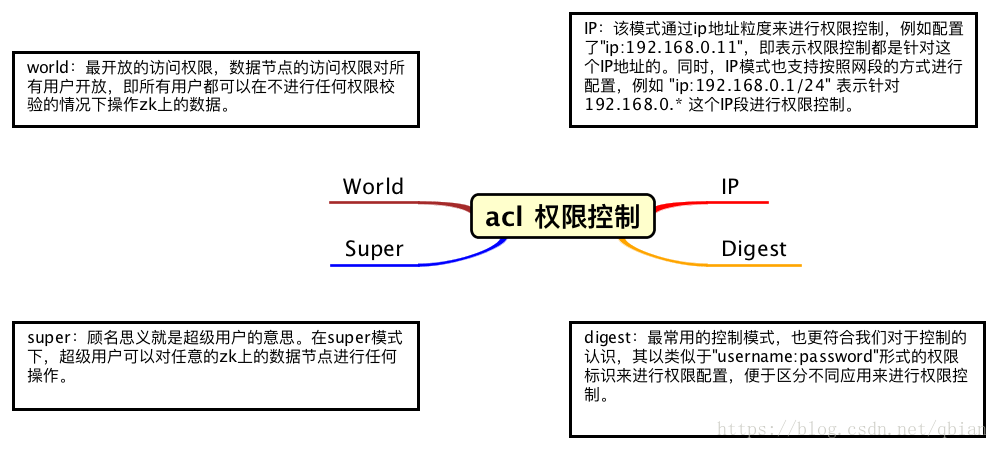 world：最开放的访问权限，数据节点的访问权限对所
有用户开放，即所有用户都可以在不进行任何权限校
验的情况下操作zk上的数据。
IP：该模式通过ip地址粒度来进行权限控制，例如配置
了"ip:192.168.0.11"，即表示权限控制都是针对这
个IP地址的。同时，IP模式也支持按照网段的方式进行
配置，例如 "ip:192.168.0.1/24" 表示针对
192.168.0.* 这个IP段进行权限控制。
World
IP
acl 权限控制
Super
Digest
super：顾名思义就是超级用户的意思。在super模式
下，超级用户可以对任意的zk上的数据节点进行任何
操作。
digest：最常用的控制模式，也更符合我们对于控制的
认识，其以类似于"username:password"形式的权限
标识来进行权限配置，便于区分不同应用来进行权限控
制。
https://blog.csdn.net/qbian